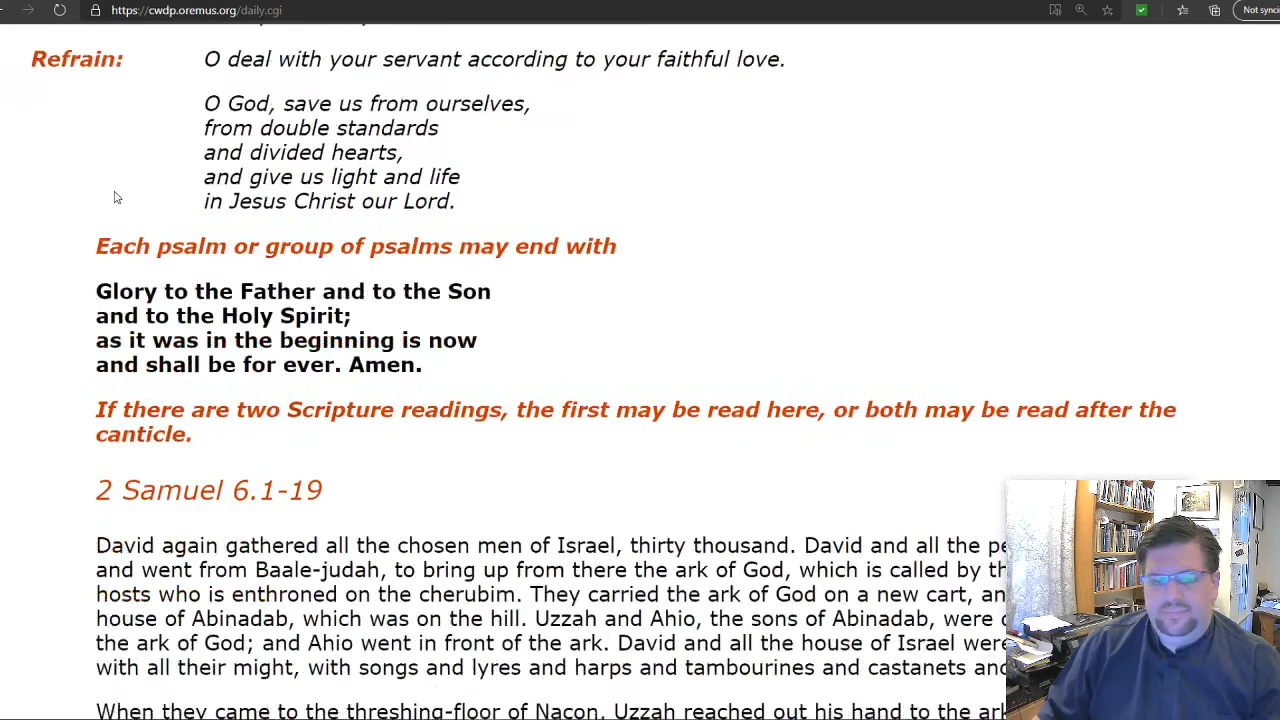 https://cwdp.oremus.org/daily.cgi
Not synci
Refrain: O deal with your servant according to your faithful love.
O God, save us from ourselves,
from double standards
and divided hearts,
and give us light and life
in Jesus Christ our Lord.
Each psalm or group of psalms may end with
Glory to the Father and to the Son
and to the Holy Spirit;
as it was in the beginning is now
and shall be for ever. Amen.
If there are two Scripture readings, the first may be read here, or both may be read after the
canticle.
2 Samuel 6.1-19
David again gathered all the chosen men of Israel, thirty thousand. David and all the pe
and went from Baale-judah, to bring up from there the ark of God, which is called by th
hosts who is enthroned on the cherubim. They carried the ark of God on a new cart, an
house of Abinadab, which was on the hill. Uzzah and Ahio, the sons of Abinadab, were
the ark of God; and Ahio went in front of the ark. David and all the house of Israel were
with all their might, with songs and lyres and harps and tambourines and castanets and
When they came to the threshing-floor of Nacon, Uzzah reached out his hand to the ark